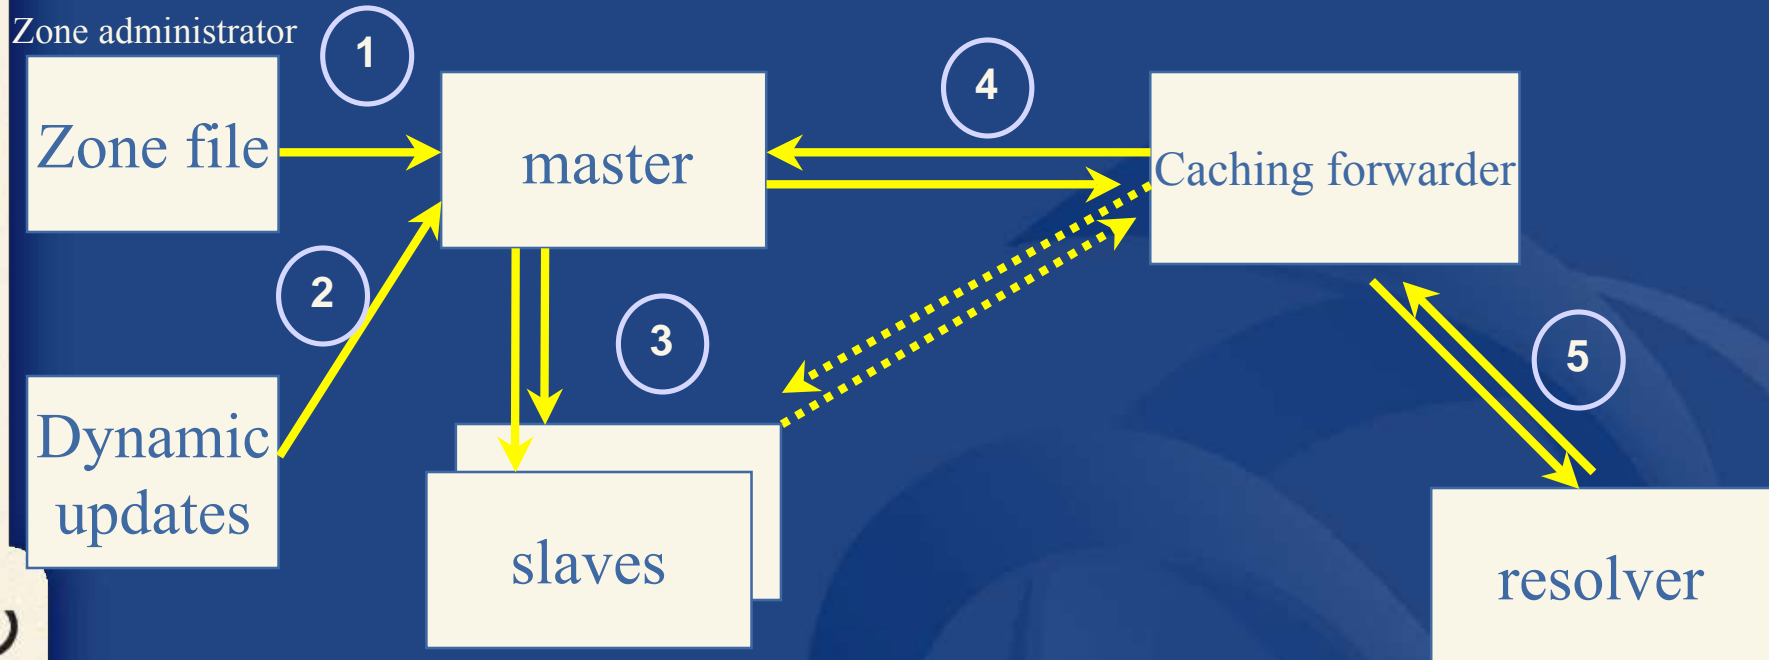 Zone administrator
1
4
Zone file
master
Caching forwarder
2
3
5
Dynamic
updates
slaves
resolver